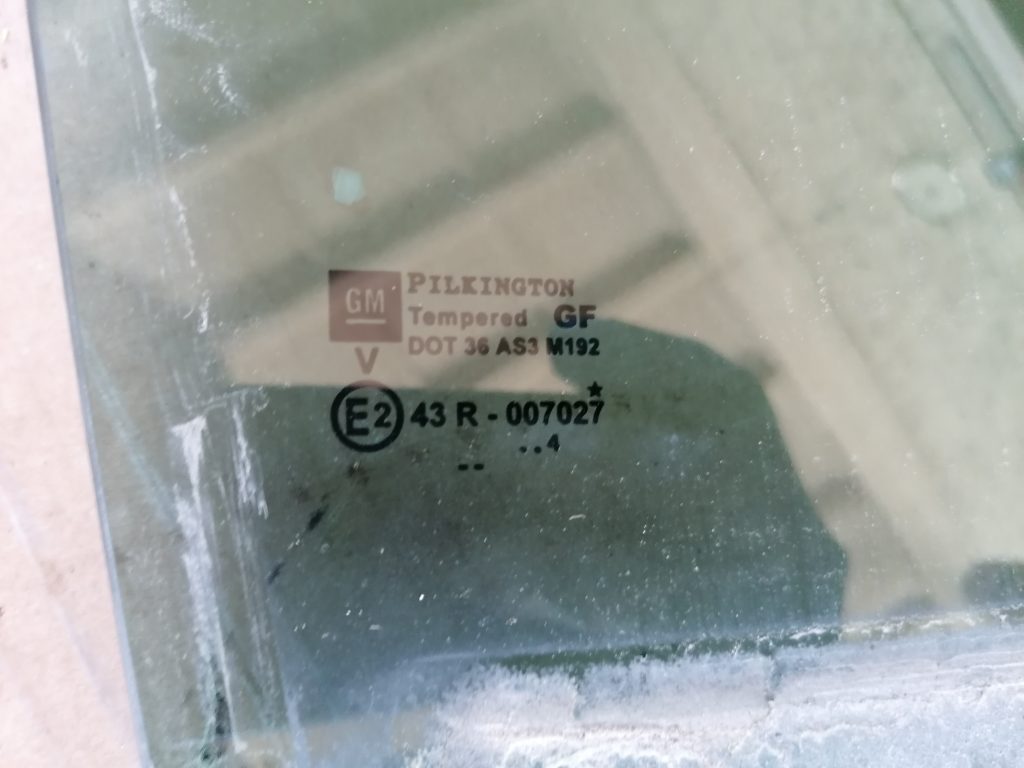 GM PILKINGTON
Tempered GF
V DOT 36 AS3 M192
★
E2 43 R - 007027
..4
--